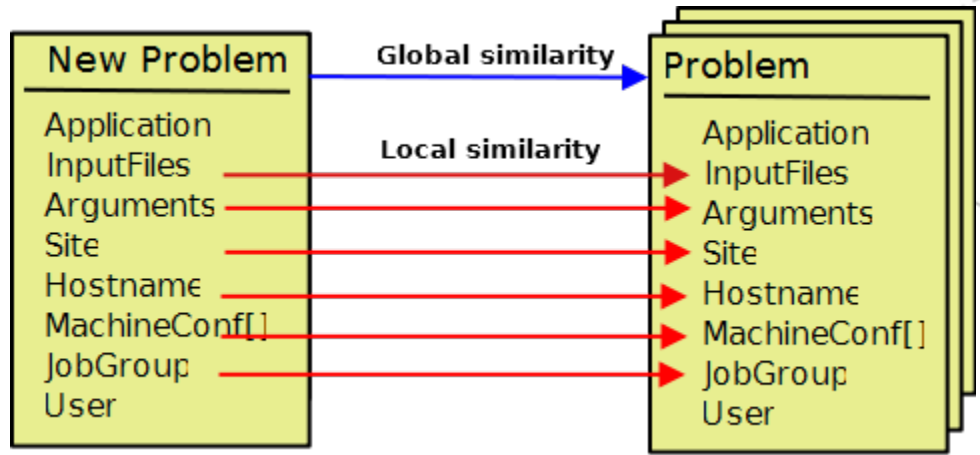 New Problem
Application
InputFiles
Arguments
Site
Hostname
MachineConf[]
JobGroup
User
Global similarity
Local similarity
Problem
Application
InputFiles
Arguments
Site
Hostname
MachineConf[]
JobGroup
User